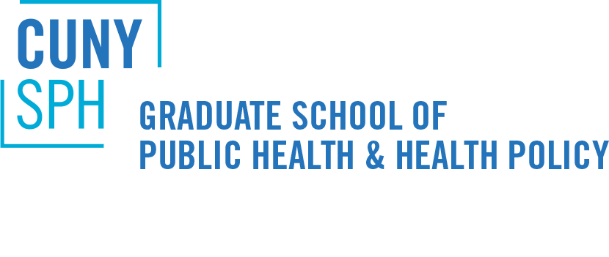 CUNY
SPH
GRADUATE SCHOOL OF
PUBLIC HEALTH & HEALTH POLICY